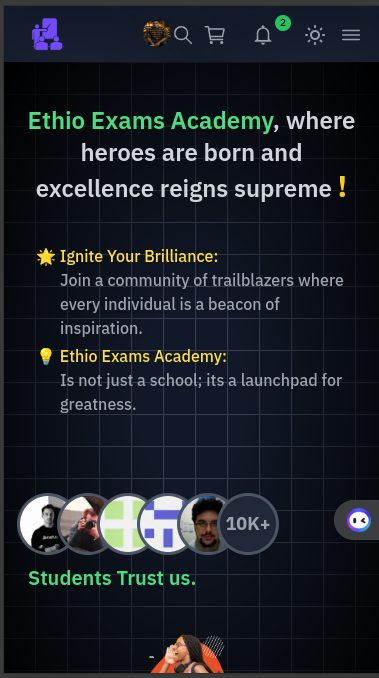 2
Ethio Exams Academy, where
heroes are born and
excellence reigns supreme !
🌟 Ignite Your Brilliance:
Join a community of trailblazers where
every individual is a beacon of
inspiration.
💡 Ethio Exams Academy:
Is not just a school; its a launchpad for
greatness.
10K+
Students Trust us.